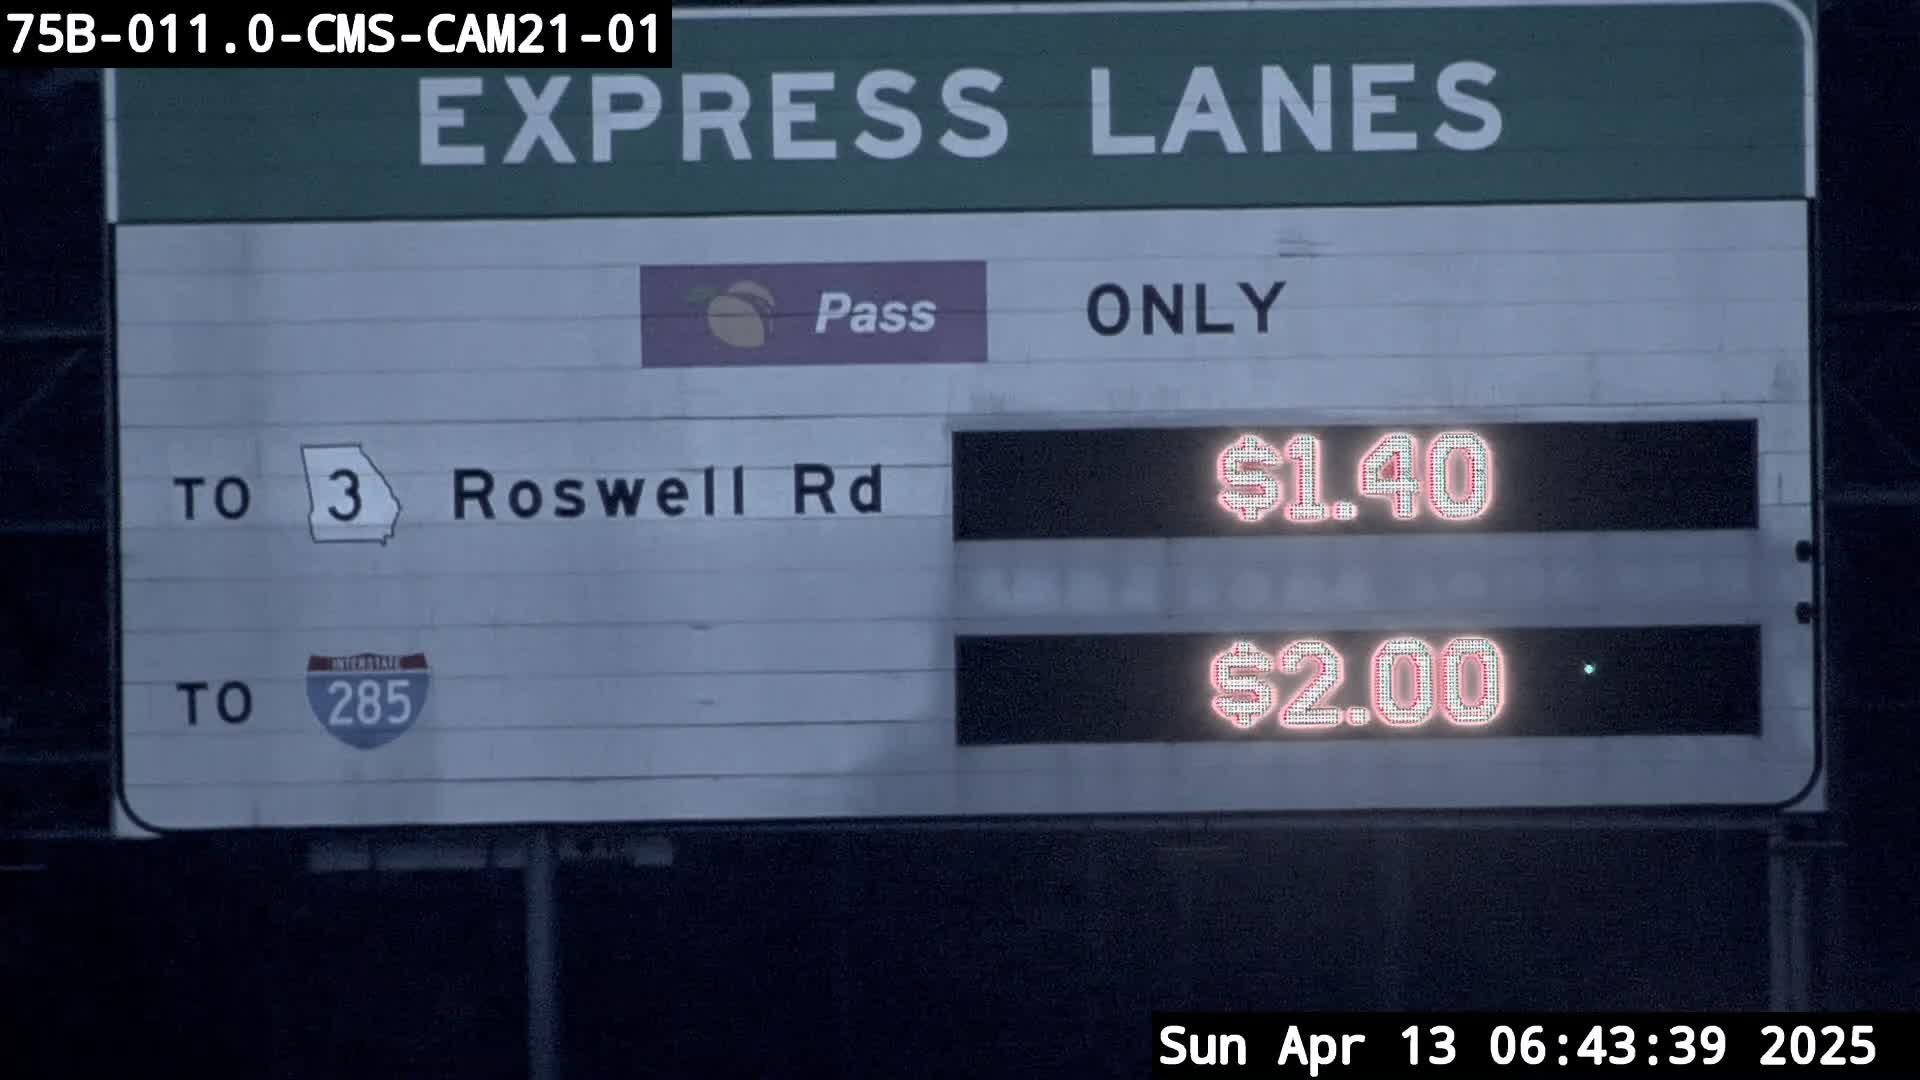 75B-011.0-CMS-CAM21-01
EXPRESS LANES
Pass ONLY
TO 3 Roswell Rd $1.40
TO INTERSTATE 285 $2.00
Sun Apr 13 06:43:39 2025